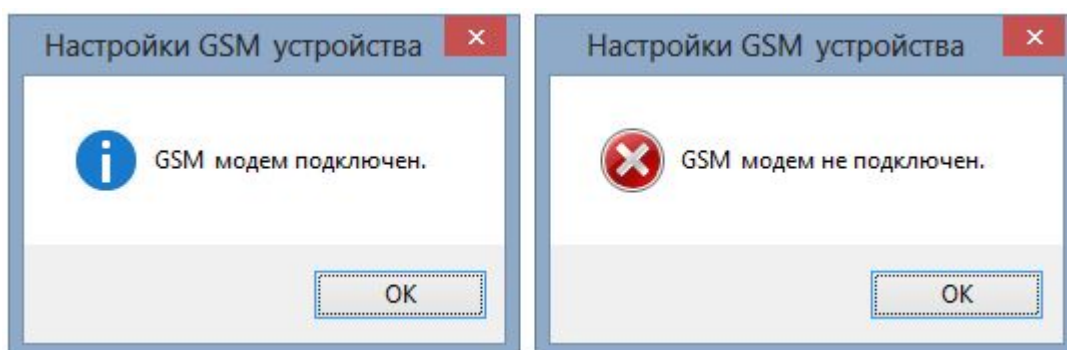 Настройки GSM устройства
GSM модем подключен.
OK
Настройки GSM устройства
GSM модем не подключен.
OK